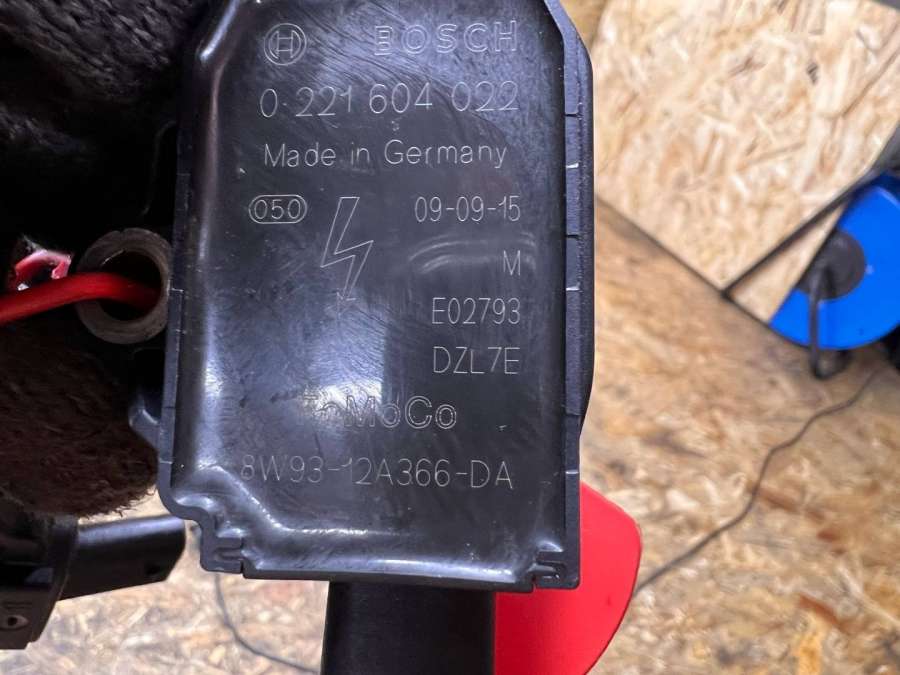 BOSCH
0 221 604 022
Made in Germany
050 09-09-15
M
E02793
DZL7E
FoMoCo
8W93-12A366-DA